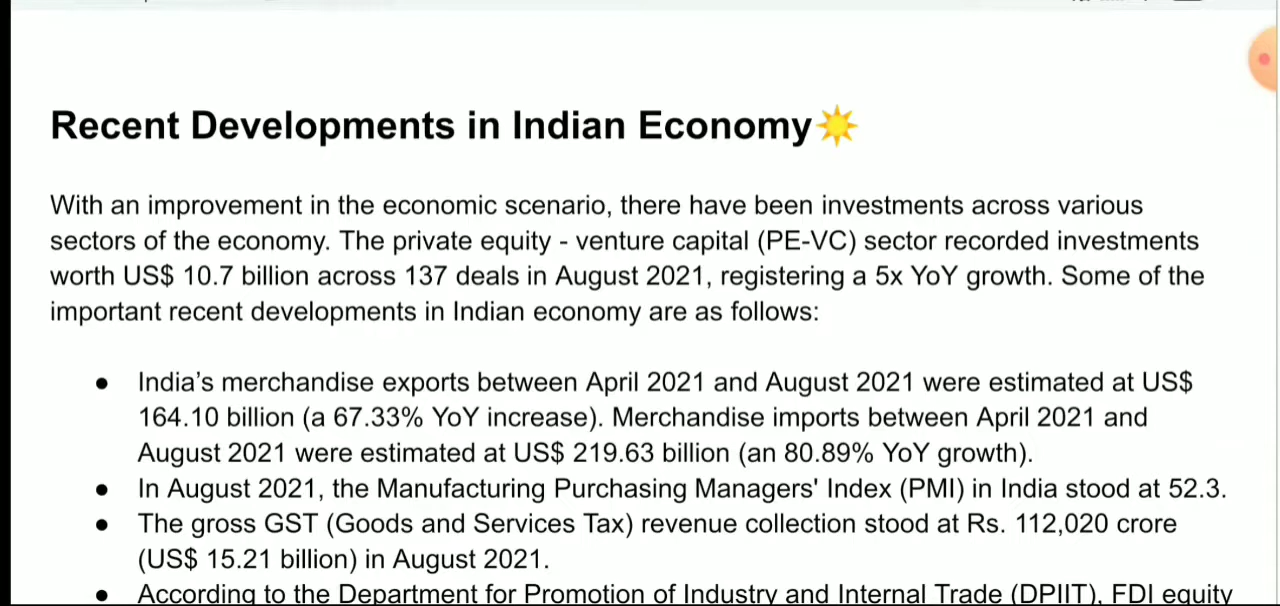 Recent Developments in Indian Economy☀️
With an improvement in the economic scenario, there have been investments across various
sectors of the economy. The private equity - venture capital (PE-VC) sector recorded investments
worth US$ 10.7 billion across 137 deals in August 2021, registering a 5x YoY growth. Some of the
important recent developments in Indian economy are as follows:
● India’s merchandise exports between April 2021 and August 2021 were estimated at US$
164.10 billion (a 67.33% YoY increase). Merchandise imports between April 2021 and
August 2021 were estimated at US$ 219.63 billion (an 80.89% YoY growth).
● In August 2021, the Manufacturing Purchasing Managers' Index (PMI) in India stood at 52.3.
● The gross GST (Goods and Services Tax) revenue collection stood at Rs. 112,020 crore
(US$ 15.21 billion) in August 2021.
● According to the Department for Promotion of Industry and Internal Trade (DPIIT), FDI equity